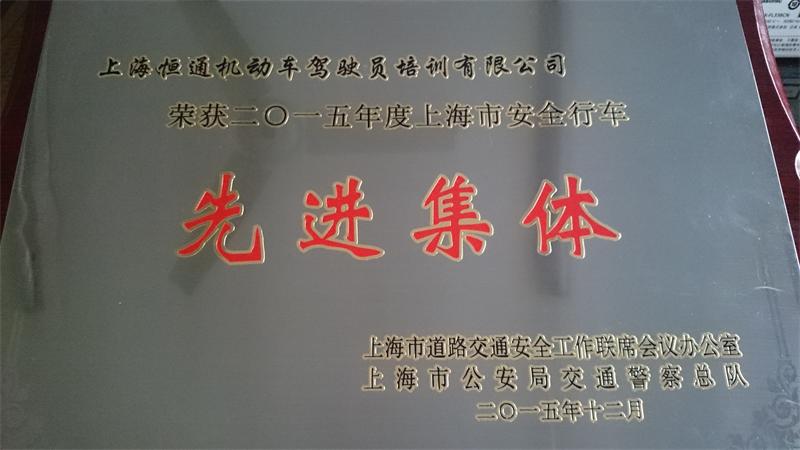 上海恒通机动车驾驶员培训有限公司
荣获二〇一五年度上海市安全行车
先进集体
上海市道路交通安全工作联席会议办公室
上海市公安局交通警察总队
二〇一五年十二月